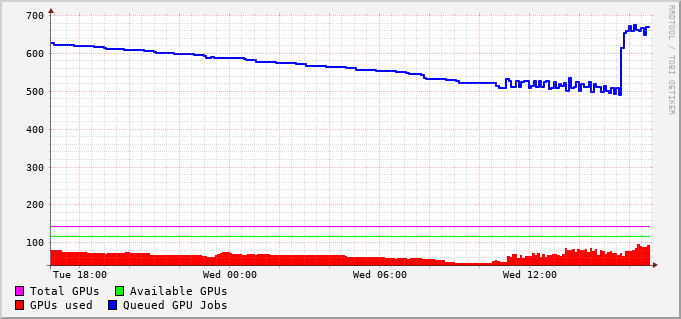 700
600
500
400
300
200
100
Tue 18:00 Wed 00:00 Wed 06:00 Wed 12:00
Total GPUs Available GPUs
GPUs used Queued GPU Jobs
RRDTOOL / TOBI OETIKER